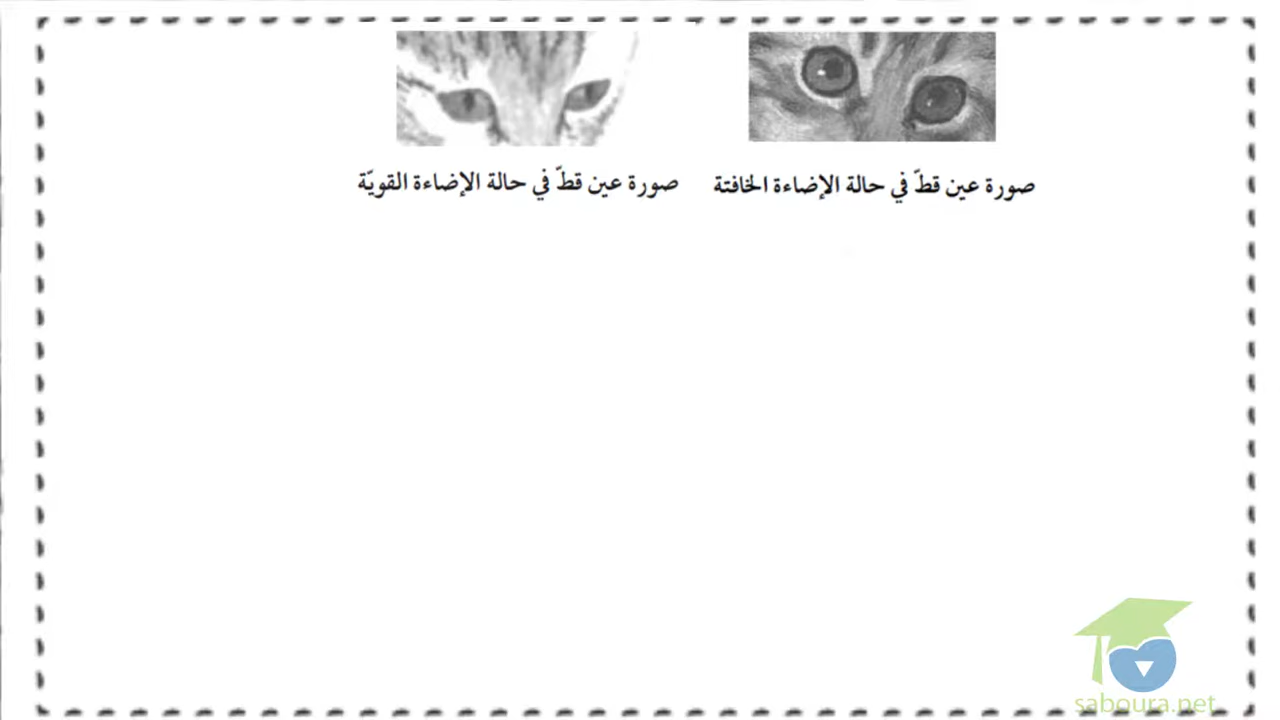 صورة عين قطّ في حالة الإضاءة الخافتة
صورة عين قطّ في حالة الإضاءة القويّة
saboura.net